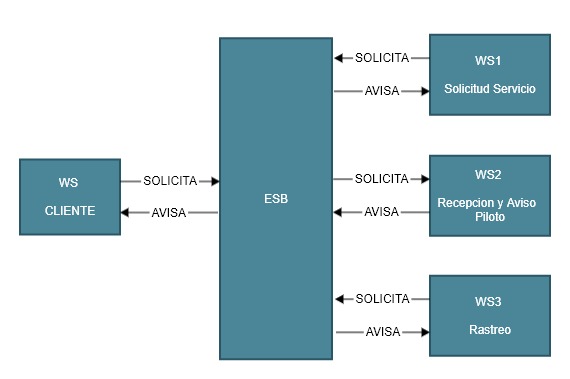 SOLICITA
WS1
Solicitud Servicio
AVISA
WS
CLIENTE
SOLICITA
AVISA
ESB
SOLICITA
AVISA
WS2
Recepcion y Aviso
Piloto
SOLICITA
AVISA
WS3
Rastreo